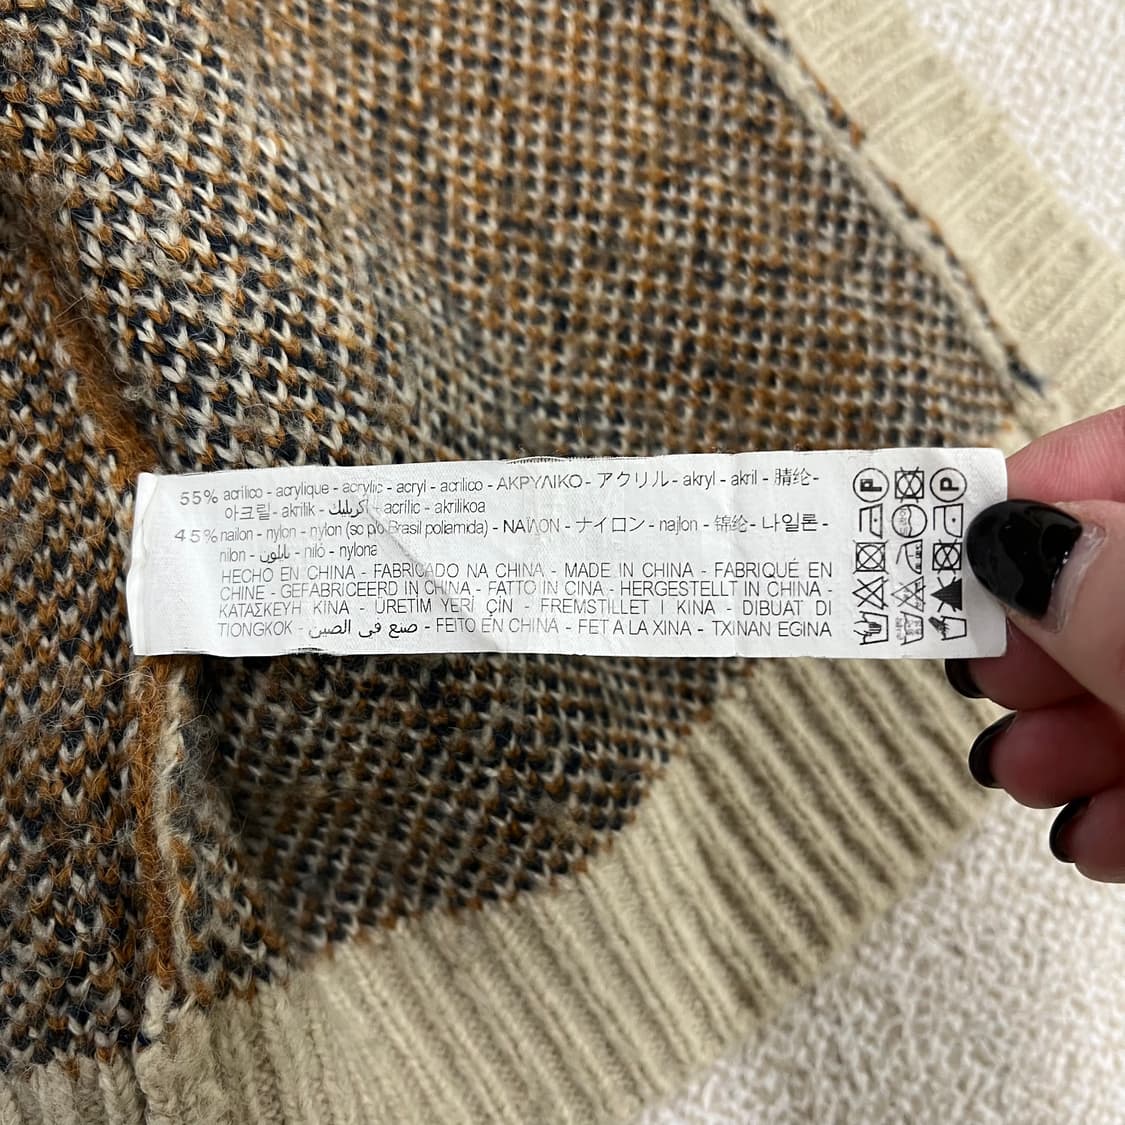 55% acrílico - acrylique - acrylic - acryl - acrilico - ΑΚΡΥΛΙΚΟ - アクリル - akryl - akril - 腈纶 -
아크릴 - akrilik - أكريليك - acrílic - akrilikoa
45% nailon - nylon - nylon (so p/o Brasil poliamida) - ΝΑΪΛΟΝ - ナイロン - najlon - 锦纶 - 나일론 -
nilon - نايلون - niló - nylona
HECHO EN CHINA - FABRICADO NA CHINA - MADE IN CHINA - FABRIQUÉ EN
CHINE - GEFABRICEERD IN CHINA - FATTO IN CINA - HERGESTELLT IN CHINA -
ΚΑΤΑΣΚΕΥΗ ΚΙΝΑ - ÜRETIM YERİ ÇİN - FREMSTILLET I KINA - DIBUAT DI
TIONGKOK - صنع في الصين - FEITO EN CHINA - FET A LA XINA - TXINAN EGINA
P P